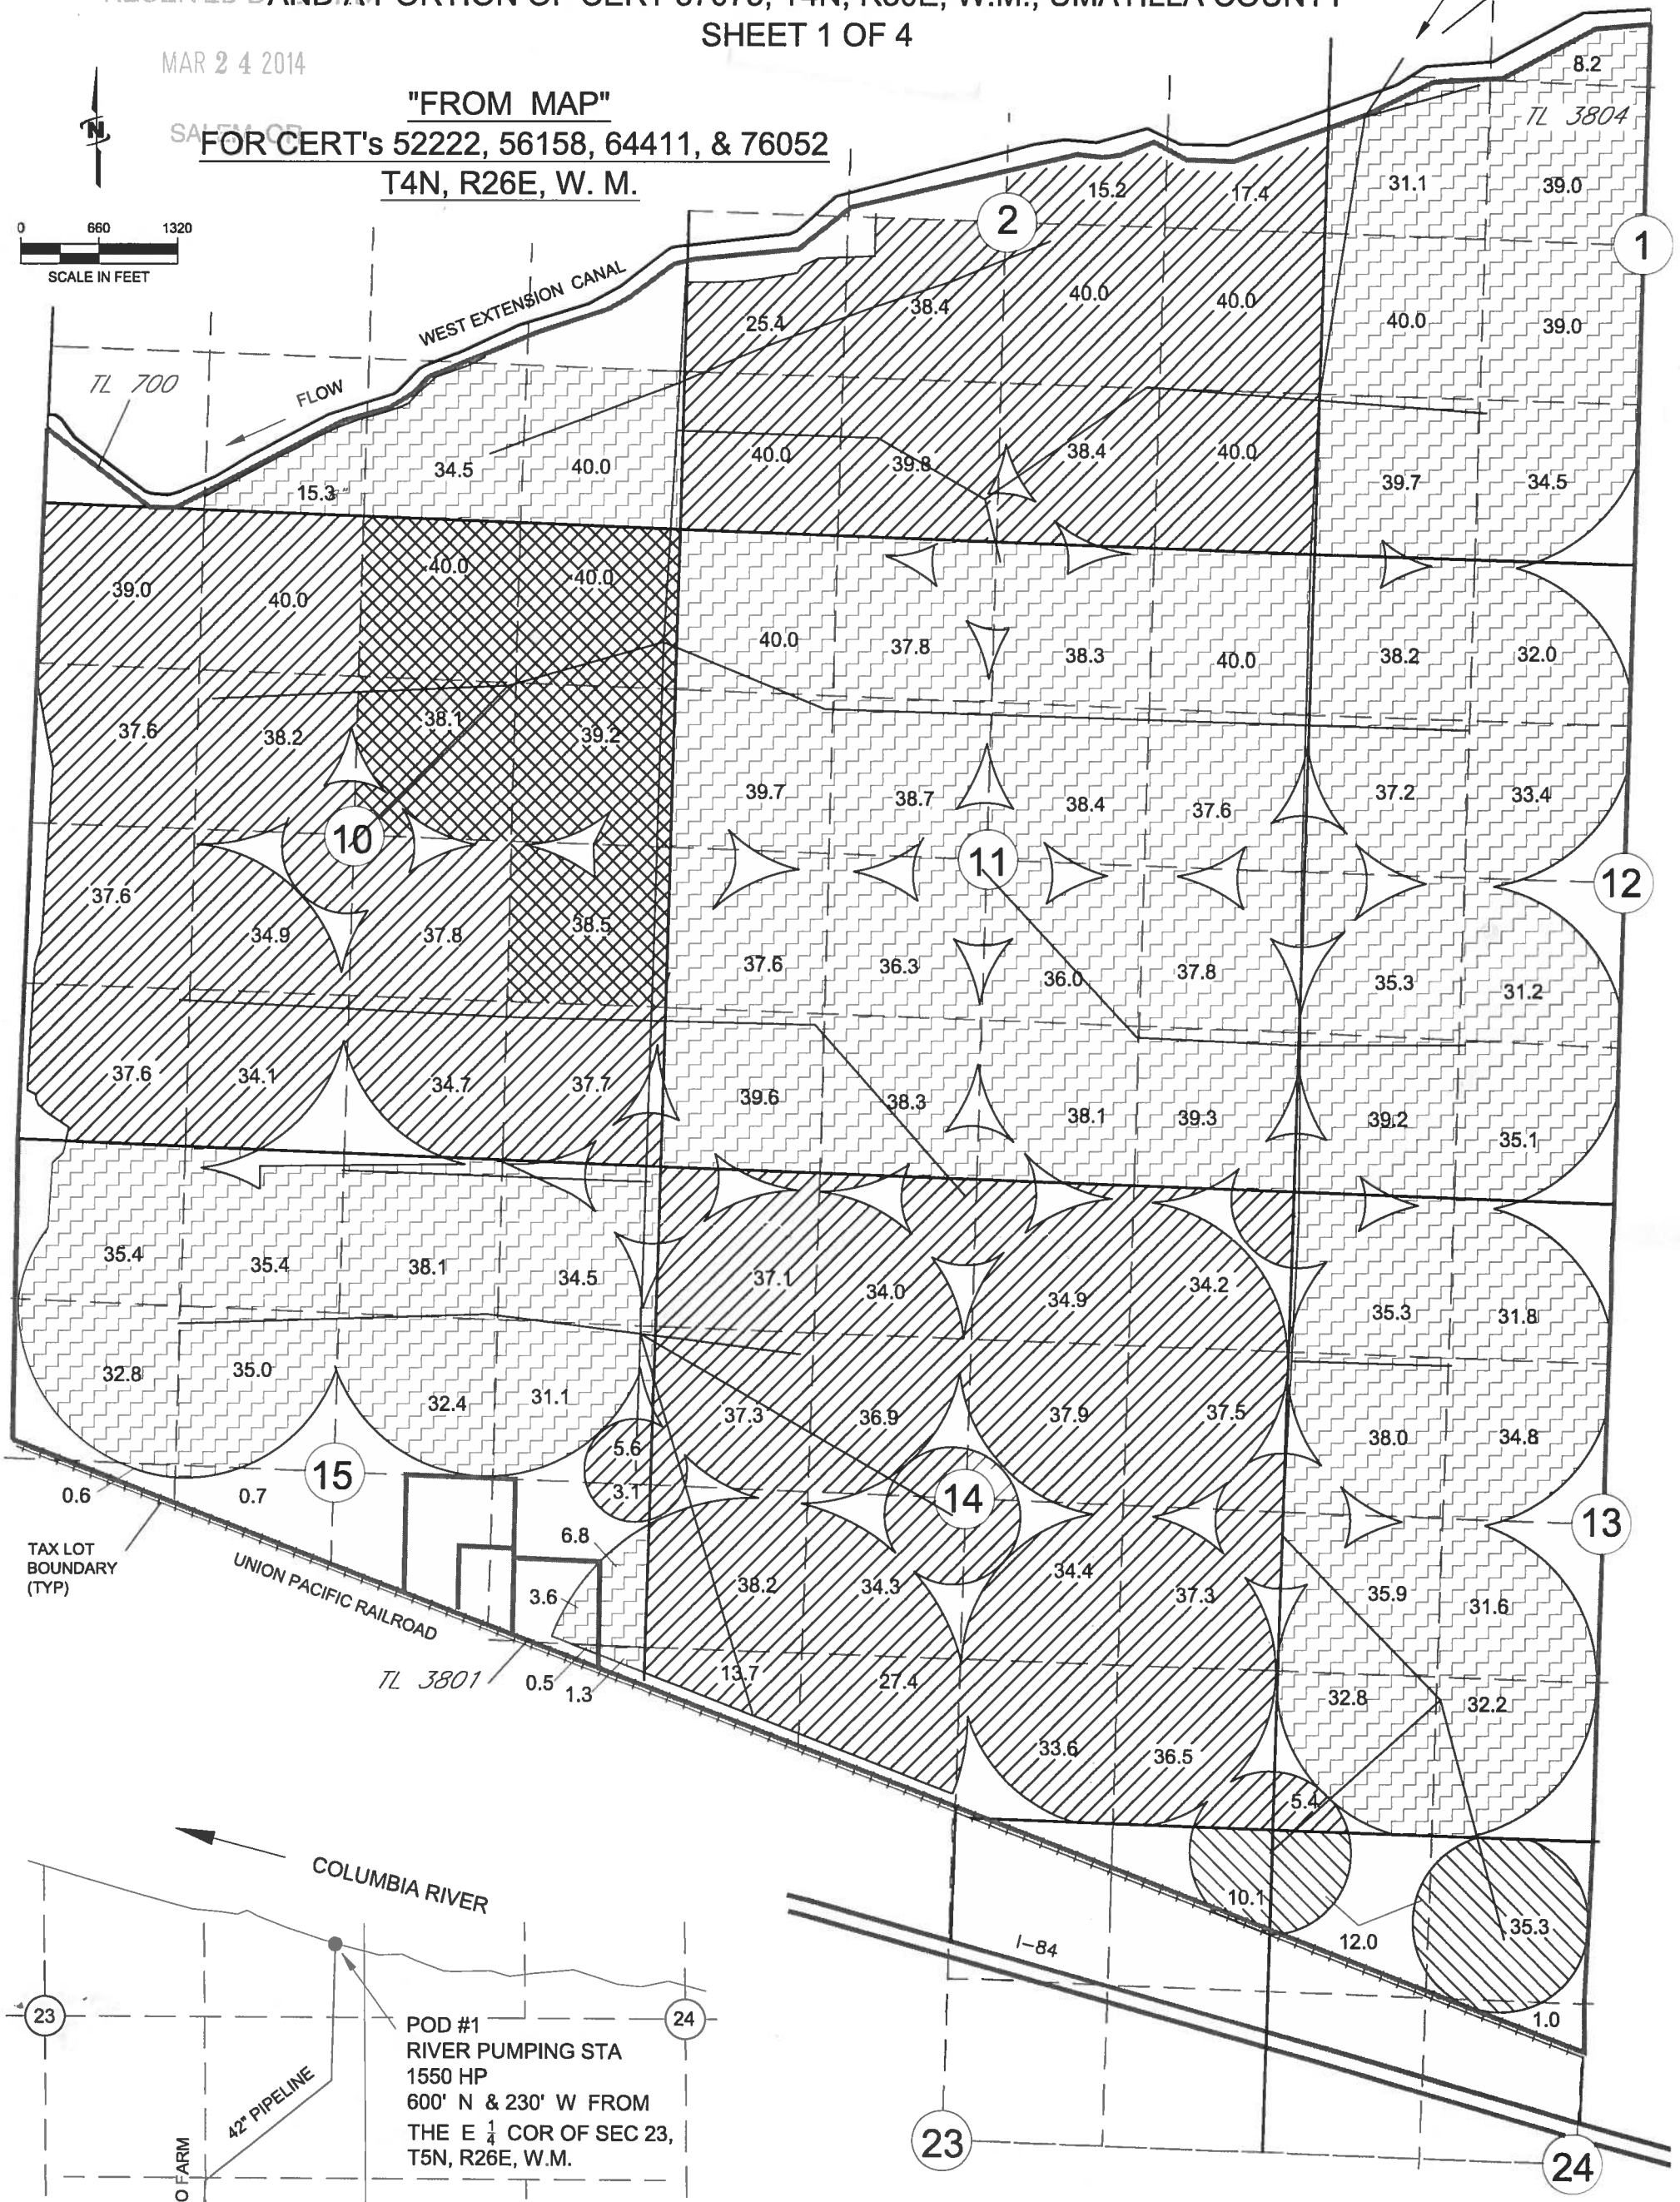 SHEET 1 OF 4
MAR 2 4 2014
"FROM MAP"
FOR CERT's 52222, 56158, 64411, & 76052
T4N, R26E, W. M.
N
0 660 1320
SCALE IN FEET
8.2
TL 3804
15.2 17.4 31.1 39.0
2
1
WEST EXTENSION CANAL
25.4 38.4 40.0 40.0 40.0 39.0
TL 700
FLOW
15.3 34.5 40.0 40.0 39.8 38.4 40.0 39.7 34.5
39.0 40.0 40.0 40.0
40.0 37.8 38.3 40.0 38.2 32.0
37.6 38.2 38.1 39.2
39.7 38.7 38.4 37.6 37.2 33.4
10
11
12
37.6 34.9 37.8 38.5
37.6 36.3 36.0 37.8 35.3 31.2
37.6 34.1 34.7 37.7
39.6 38.3 38.1 39.3 39.2 35.1
35.4 35.4 38.1 34.5
37.1 34.0 34.9 34.2 35.3 31.8
32.8 35.0 32.4 31.1
37.3 36.9 37.9 37.5 38.0 34.8
5.6
15
14
13
3.1
0.6 0.7
6.8
TAX LOT
BOUNDARY
(TYP)
UNION PACIFIC RAILROAD
3.6
38.2 34.3 34.4 37.3 35.9 31.6
TL 3801
0.5 1.3
13.7 27.4 32.8 32.2
33.6 36.5
5.4
10.1
12.0
35.3
1.0
I-84
COLUMBIA RIVER
23
24
POD #1
RIVER PUMPING STA
1550 HP
600' N & 230' W FROM
THE E 1/4 COR OF SEC 23,
T5N, R26E, W.M.
42" PIPELINE
O FARM
23
24